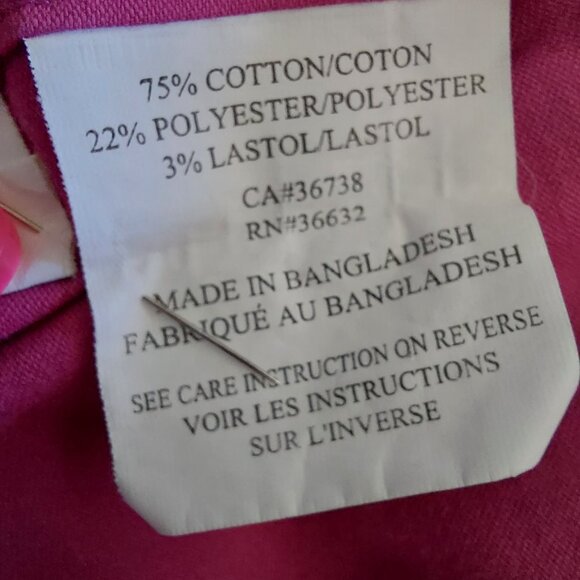 75% COTTON/COTON
22% POLYESTER/POLYESTER
3% LASTOL/LASTOL
CA#36738
RN#36632
MADE IN BANGLADESH
FABRIQUÉ AU BANGLADESH
SEE CARE INSTRUCTION ON REVERSE
VOIR LES INSTRUCTIONS
SUR L'INVERSE